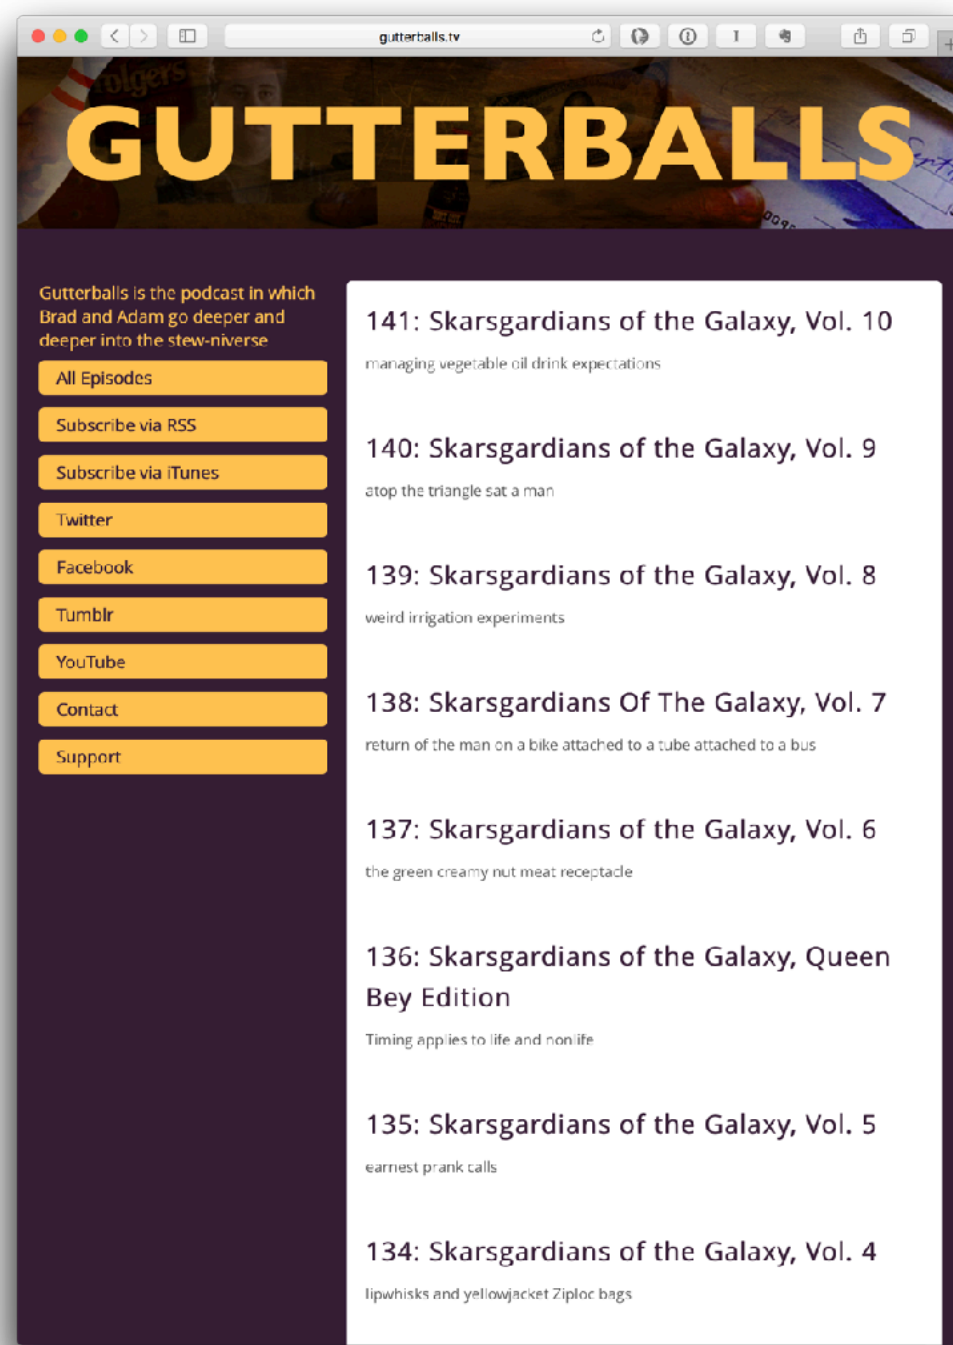 gutterballs.tv
Folgers
GUTTERBALLS
Gutterballs is the podcast in which
Brad and Adam go deeper and
deeper into the stew-niverse
All Episodes
Subscribe via RSS
Subscribe via iTunes
Twitter
Facebook
Tumblr
YouTube
Contact
Support
141: Skarsgardians of the Galaxy, Vol. 10
managing vegetable oil drink expectations
140: Skarsgardians of the Galaxy, Vol. 9
atop the triangle sat a man
139: Skarsgardians of the Galaxy, Vol. 8
weird irrigation experiments
138: Skarsgardians Of The Galaxy, Vol. 7
return of the man on a bike attached to a tube attached to a bus
137: Skarsgardians of the Galaxy, Vol. 6
the green creamy nut meat receptacle
136: Skarsgardians of the Galaxy, Queen
Bey Edition
Timing applies to life and nonlife
135: Skarsgardians of the Galaxy, Vol. 5
earnest prank calls
134: Skarsgardians of the Galaxy, Vol. 4
lipwhisks and yellowjacket Ziploc bags